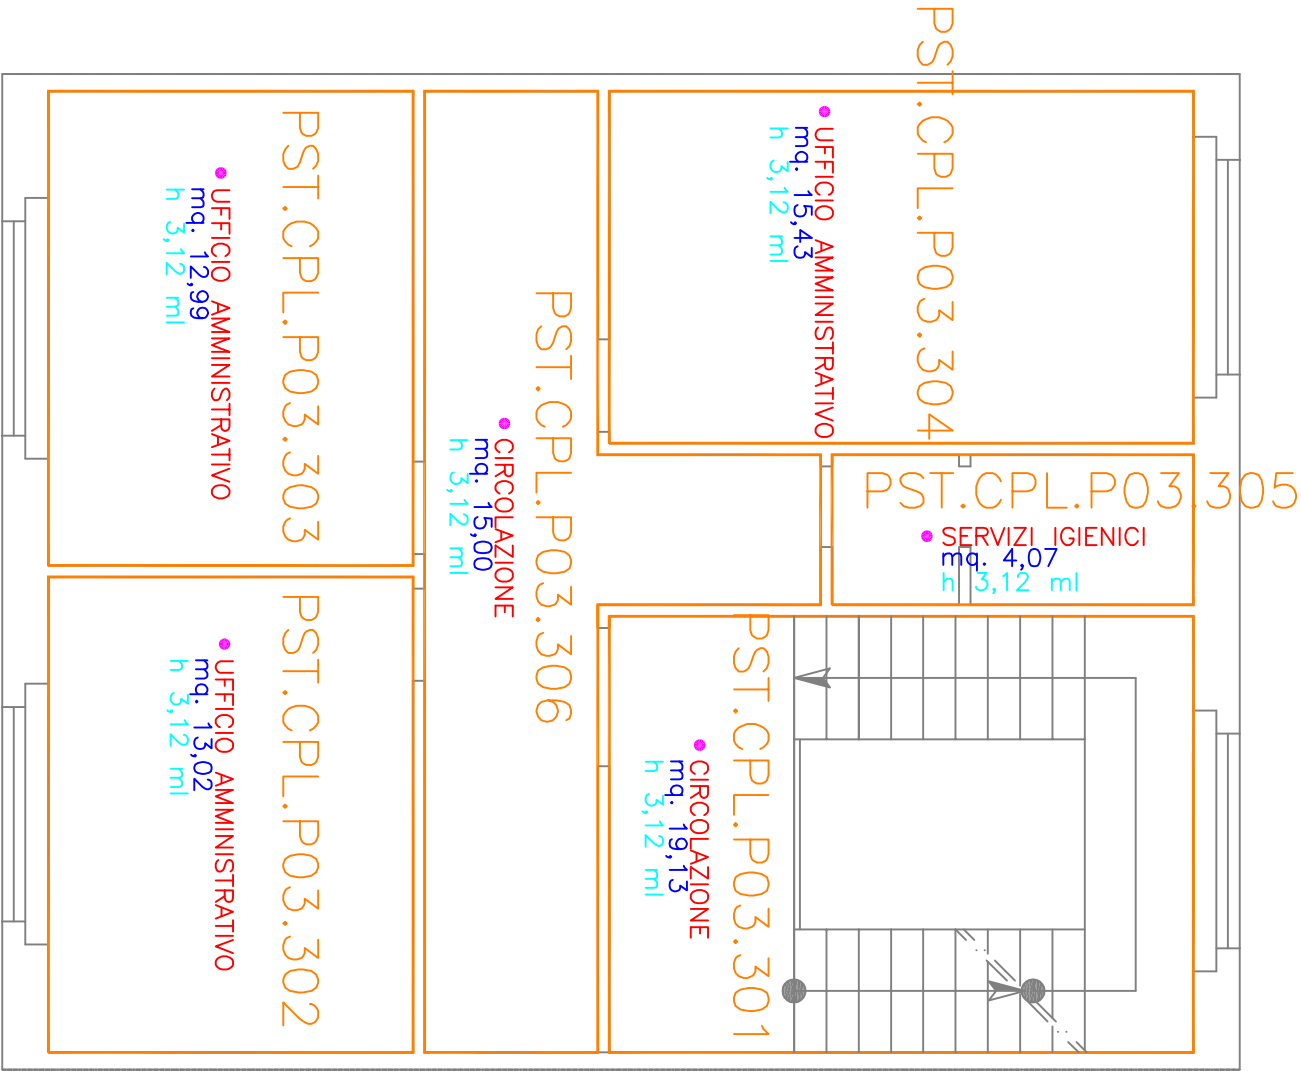 PST.CPL.P03.303
UFFICIO AMMINISTRATIVO
mq. 12,99
h 3,12 ml
PST.CPL.P03.306
CIRCOLAZIONE
mq. 15,00
h 3,12 ml
PST.CPL.P03.304
UFFICIO AMMINISTRATIVO
mq. 15,43
h 3,12 ml
PST.CPL.P03.305
SERVIZI IGIENICI
mq. 4,07
h 3,12 ml
PST.CPL.P03.302
UFFICIO AMMINISTRATIVO
mq. 13,02
h 3,12 ml
PST.CPL.P03.301
CIRCOLAZIONE
mq. 19,13
h 3,12 ml